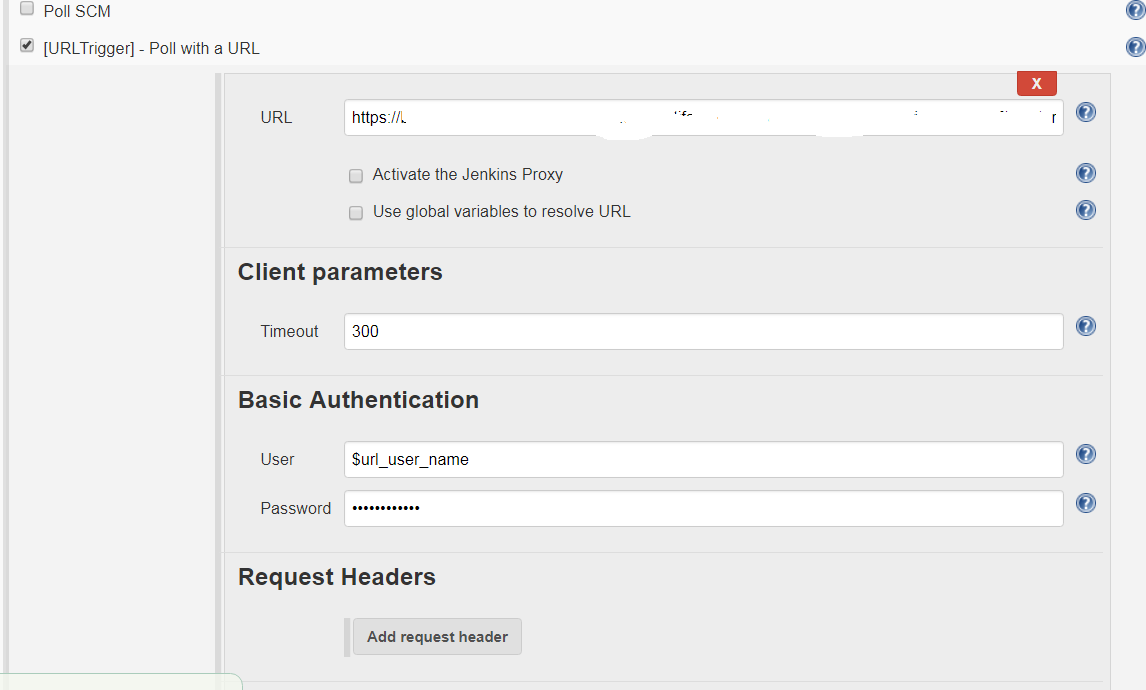 Poll SCM
[URLTrigger] - Poll with a URL
X
URL
https://
Activate the Jenkins Proxy
Use global variables to resolve URL
Client parameters
Timeout
300
Basic Authentication
User
$url_user_name
Password
••••••••••••
Request Headers
Add request header